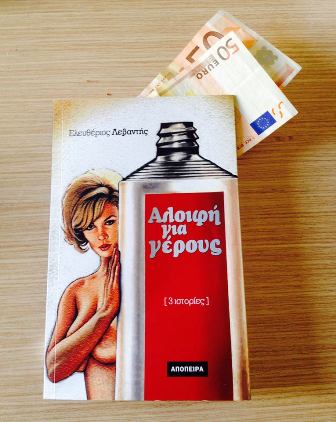 50 EURO
Ελευθέριος Λεβαντής
Αλοιφή
για
γέρους
[ 3 ιστορίες ]
ΑΠΟΠΕΙΡΑ